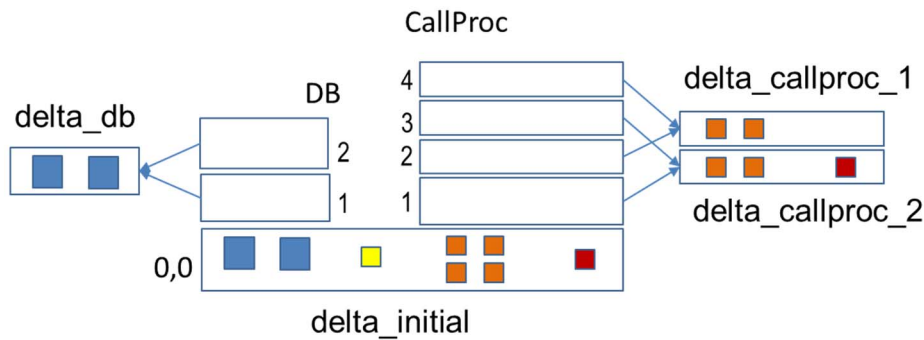 CallProc
4
delta_callproc_1
DB
3
delta_db
2
2
1
1
delta_callproc_2
0,0
delta_initial